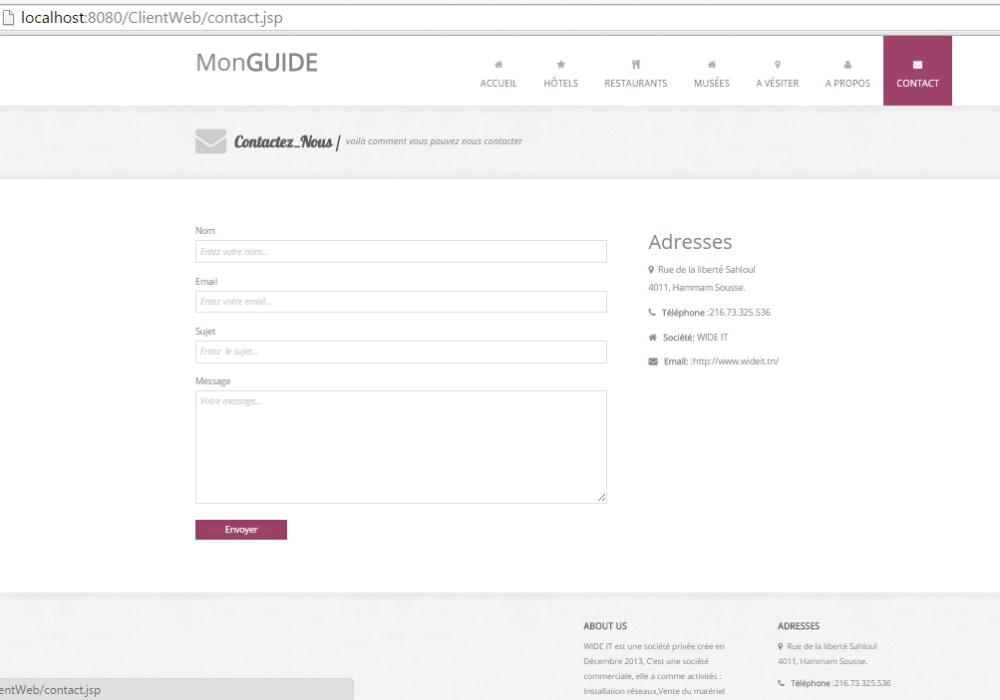 localhost:8080/ClientWeb/contact.jsp
MonGUIDE
ACCUEIL
HÔTELS
RESTAURANTS
MUSÉES
A VÉSITER
A PROPOS
CONTACT
Contactez_Nous / voilà comment vous pouvez nous contacter
Nom
Entez votre nom...
Email
Entez votre email...
Sujet
Entez le sujet...
Message
Votre message...
Envoyer
Adresses
Rue de la liberté Sahloul
4011, Hammam Sousse.
Téléphone :216.73.325.536
Société: WIDE IT
Email: :http://www.wideit.tn/
ABOUT US
WIDE IT est une société privée crée en
Décembre 2013, C'est une société
commerciale, elle a comme activités :
Installation réseaux,Vente du matériel
ADRESSES
Rue de la liberté Sahloul
4011, Hammam Sousse.
Téléphone :216.73.325.536
entWeb/contact.jsp